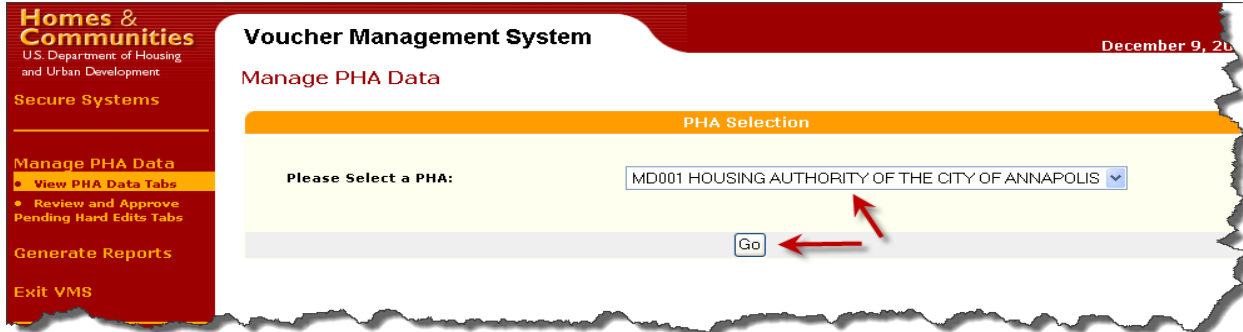 Homes &
Communities
U.S. Department of Housing
and Urban Development
Secure Systems
Manage PHA Data
• View PHA Data Tabs
• Review and Approve
Pending Hard Edits Tabs
Generate Reports
Exit VMS
Voucher Management System
December 9, 20
Manage PHA Data
PHA Selection
Please Select a PHA:
MD001 HOUSING AUTHORITY OF THE CITY OF ANNAPOLIS
Go